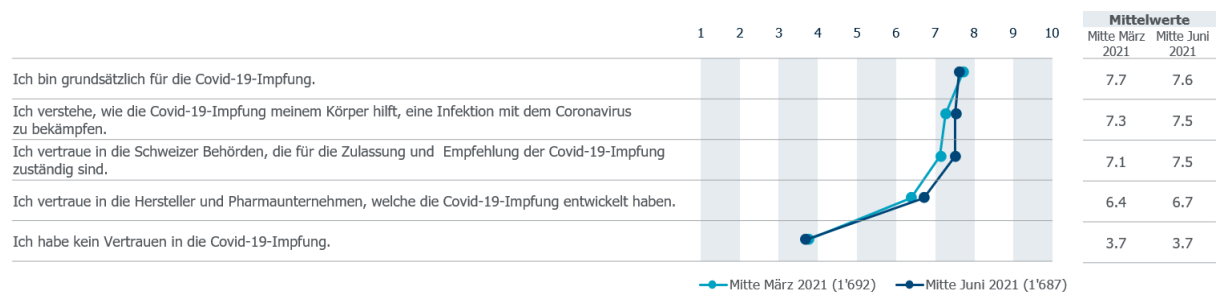 Mittelwerte
1 2 3 4 5 6 7 8 9 10
Mitte März 2021 Mitte Juni 2021
Ich bin grundsätzlich für die Covid-19-Impfung. 7.7 7.6
Ich verstehe, wie die Covid-19-Impfung meinem Körper hilft, eine Infektion mit dem Coronavirus
zu bekämpfen. 7.3 7.5
Ich vertraue in die Schweizer Behörden, die für die Zulassung und Empfehlung der Covid-19-Impfung
zuständig sind. 7.1 7.5
Ich vertraue in die Hersteller und Pharmaunternehmen, welche die Covid-19-Impfung entwickelt haben. 6.4 6.7
Ich habe kein Vertrauen in die Covid-19-Impfung. 3.7 3.7
Mitte März 2021 (1'692) Mitte Juni 2021 (1'687)